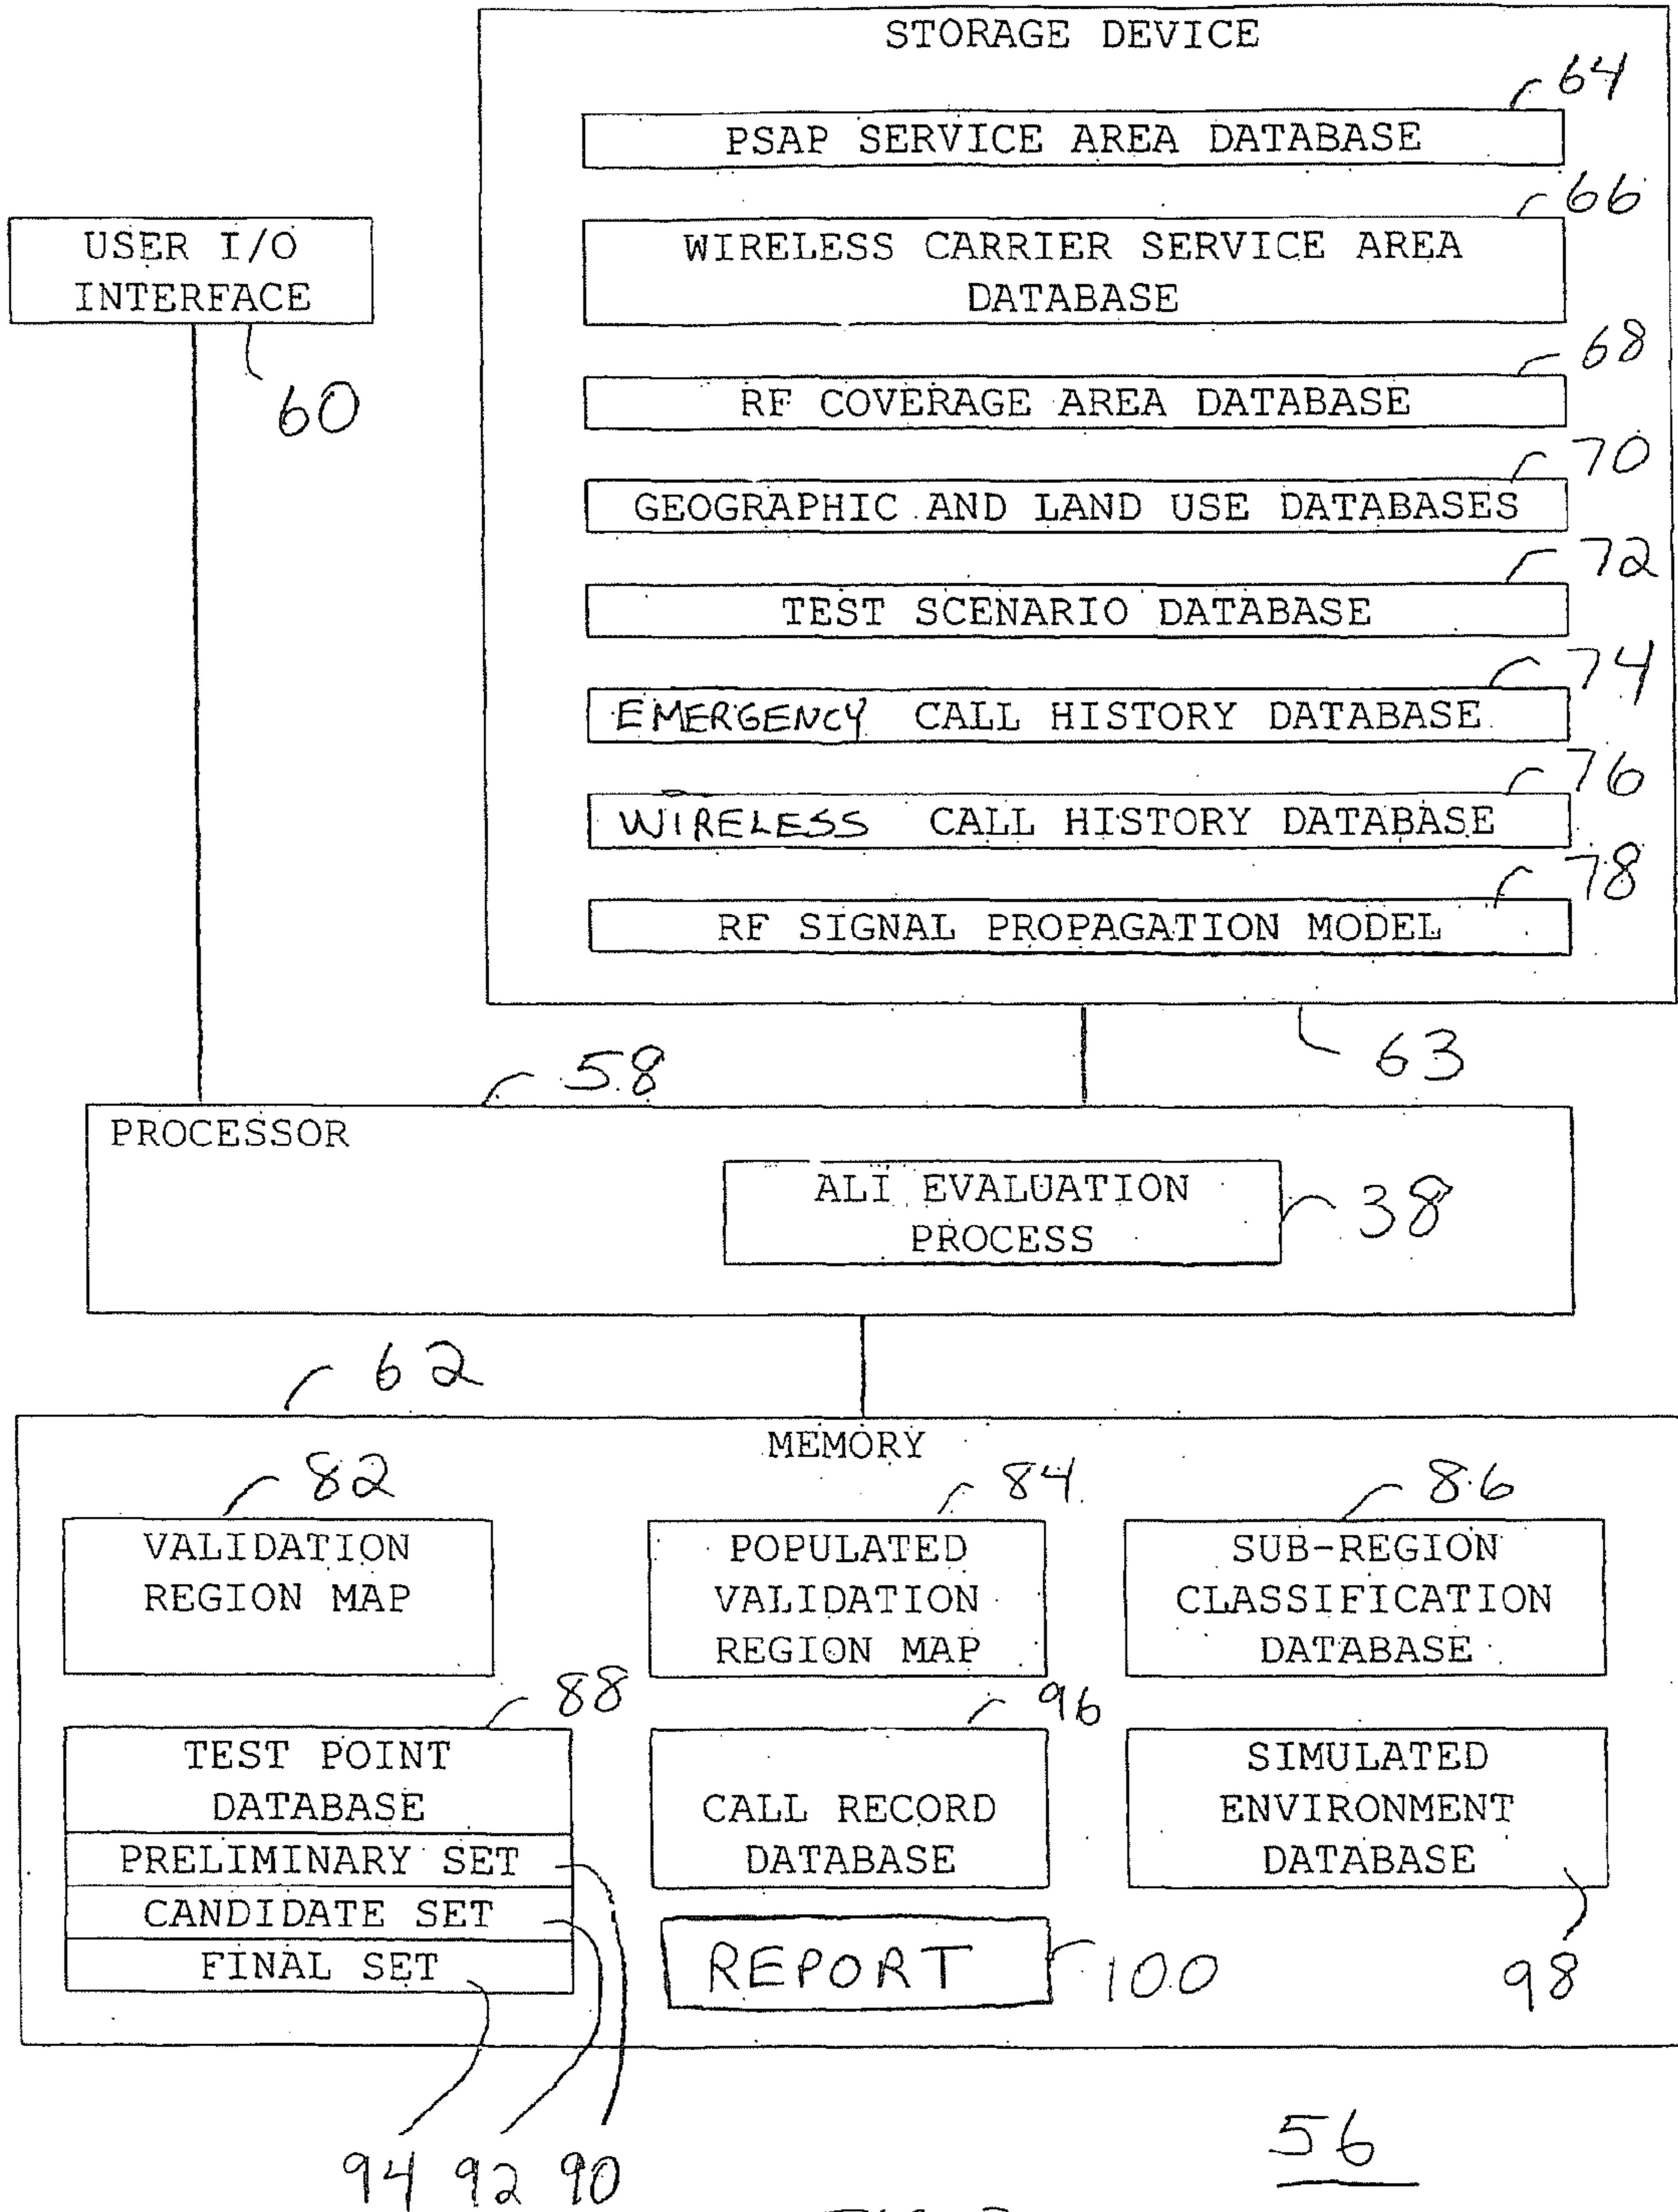 STORAGE DEVICE
64
PSAP SERVICE AREA DATABASE
66
WIRELESS CARRIER SERVICE AREA
DATABASE
USER I/O
INTERFACE
60
68
RF COVERAGE AREA DATABASE
70
GEOGRAPHIC AND LAND USE DATABASES
72
TEST SCENARIO DATABASE
74
EMERGENCY CALL HISTORY DATABASE
76
WIRELESS CALL HISTORY DATABASE
78
RF SIGNAL PROPAGATION MODEL
63
58
PROCESSOR
ALI EVALUATION
PROCESS
38
62
MEMORY
82
VALIDATION
REGION MAP
84
POPULATED
VALIDATION
REGION MAP
86
SUB-REGION
CLASSIFICATION
DATABASE
88
TEST POINT
DATABASE
PRELIMINARY SET
CANDIDATE SET
FINAL SET
96
CALL RECORD
DATABASE
SIMULATED
ENVIRONMENT
DATABASE
98
REPORT
100
94 92 90
56